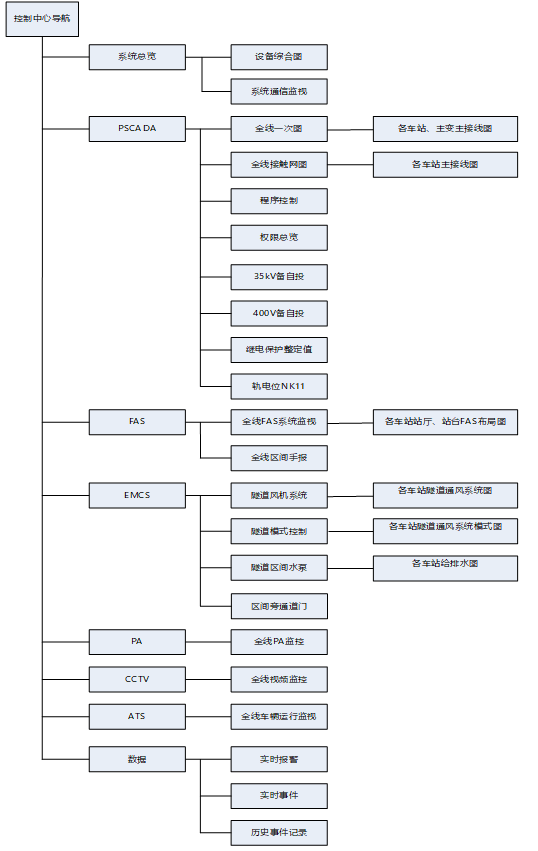 控制中心导航
系统总览
设备综合图
系统通信监视
PSCADA
全线一次图
各车站、主变主接线图
全线接触网图
各车站主接线图
程序控制
权限总览
35kV备自投
400V备自投
继电保护整定值
轨电位NK11
FAS
全线FAS系统监视
各车站站厅、站台FAS布局图
全线区间手报
EMCS
隧道风机系统
各车站隧道通风系统图
隧道模式控制
各车站隧道通风系统模式图
隧道区间水泵
各车站给排水图
区间旁通道门
PA
全线PA监控
CCTV
全线视频监控
ATS
全线车辆运行监视
数据
实时报警
实时事件
历史事件记录